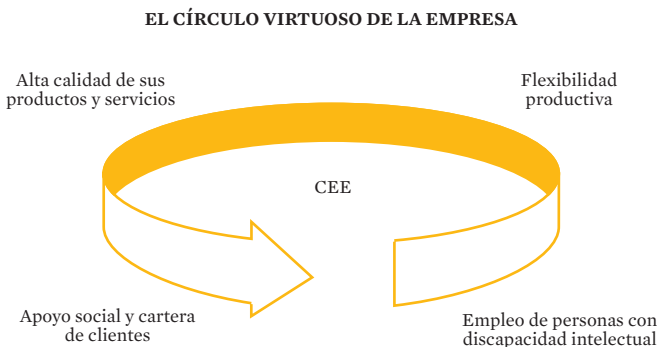 EL CÍRCULO VIRTUOSO DE LA EMPRESA
Alta calidad de sus
productos y servicios
Flexibilidad
productiva
CEE
Apoyo social y cartera
de clientes
Empleo de personas con
discapacidad intelectual